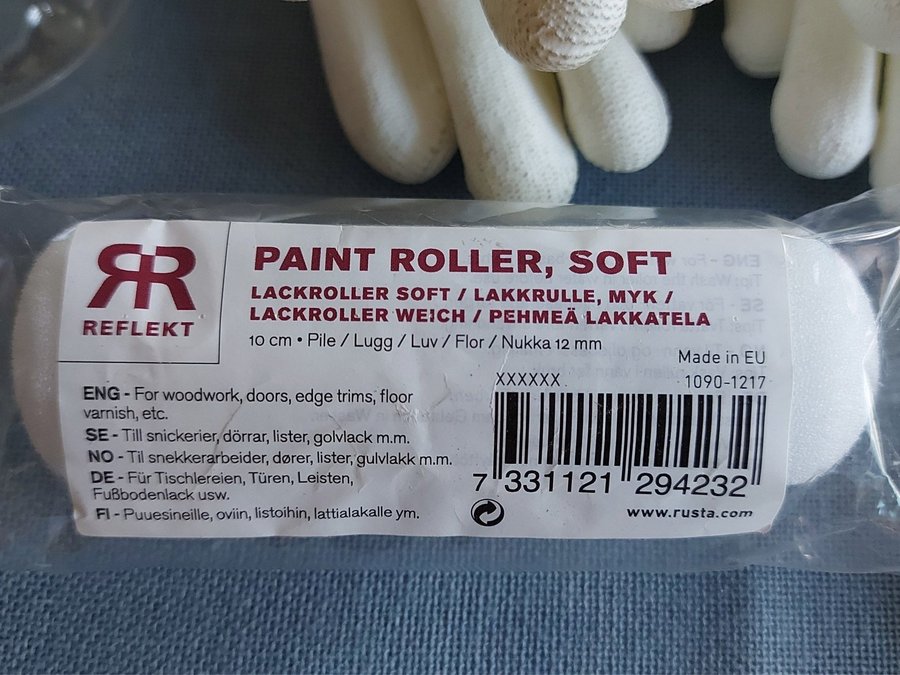 RR
REFLEKT
PAINT ROLLER, SOFT
LACKROLLER SOFT / LAKKRULLE, MYK /
LACKROLLER WEICH / PEHMEÄ LAKKATELA
10 cm • Pile / Lugg / Luv / Flor / Nukka 12 mm
Made in EU
XXXXXX 1090-1217
ENG - For woodwork, doors, edge trims, floor
varnish, etc.
SE - Till snickerier, dörrar, lister, golvlack m.m.
NO - Til snekkerarbeider, dører, lister, gulvlakk m.m.
DE - Für Tischlereien, Türen, Leisten,
Fußbodenlack usw.
FI - Puuesineille, oviin, listoihin, lattialakalle ym.
7 331121 294232
www.rusta.com